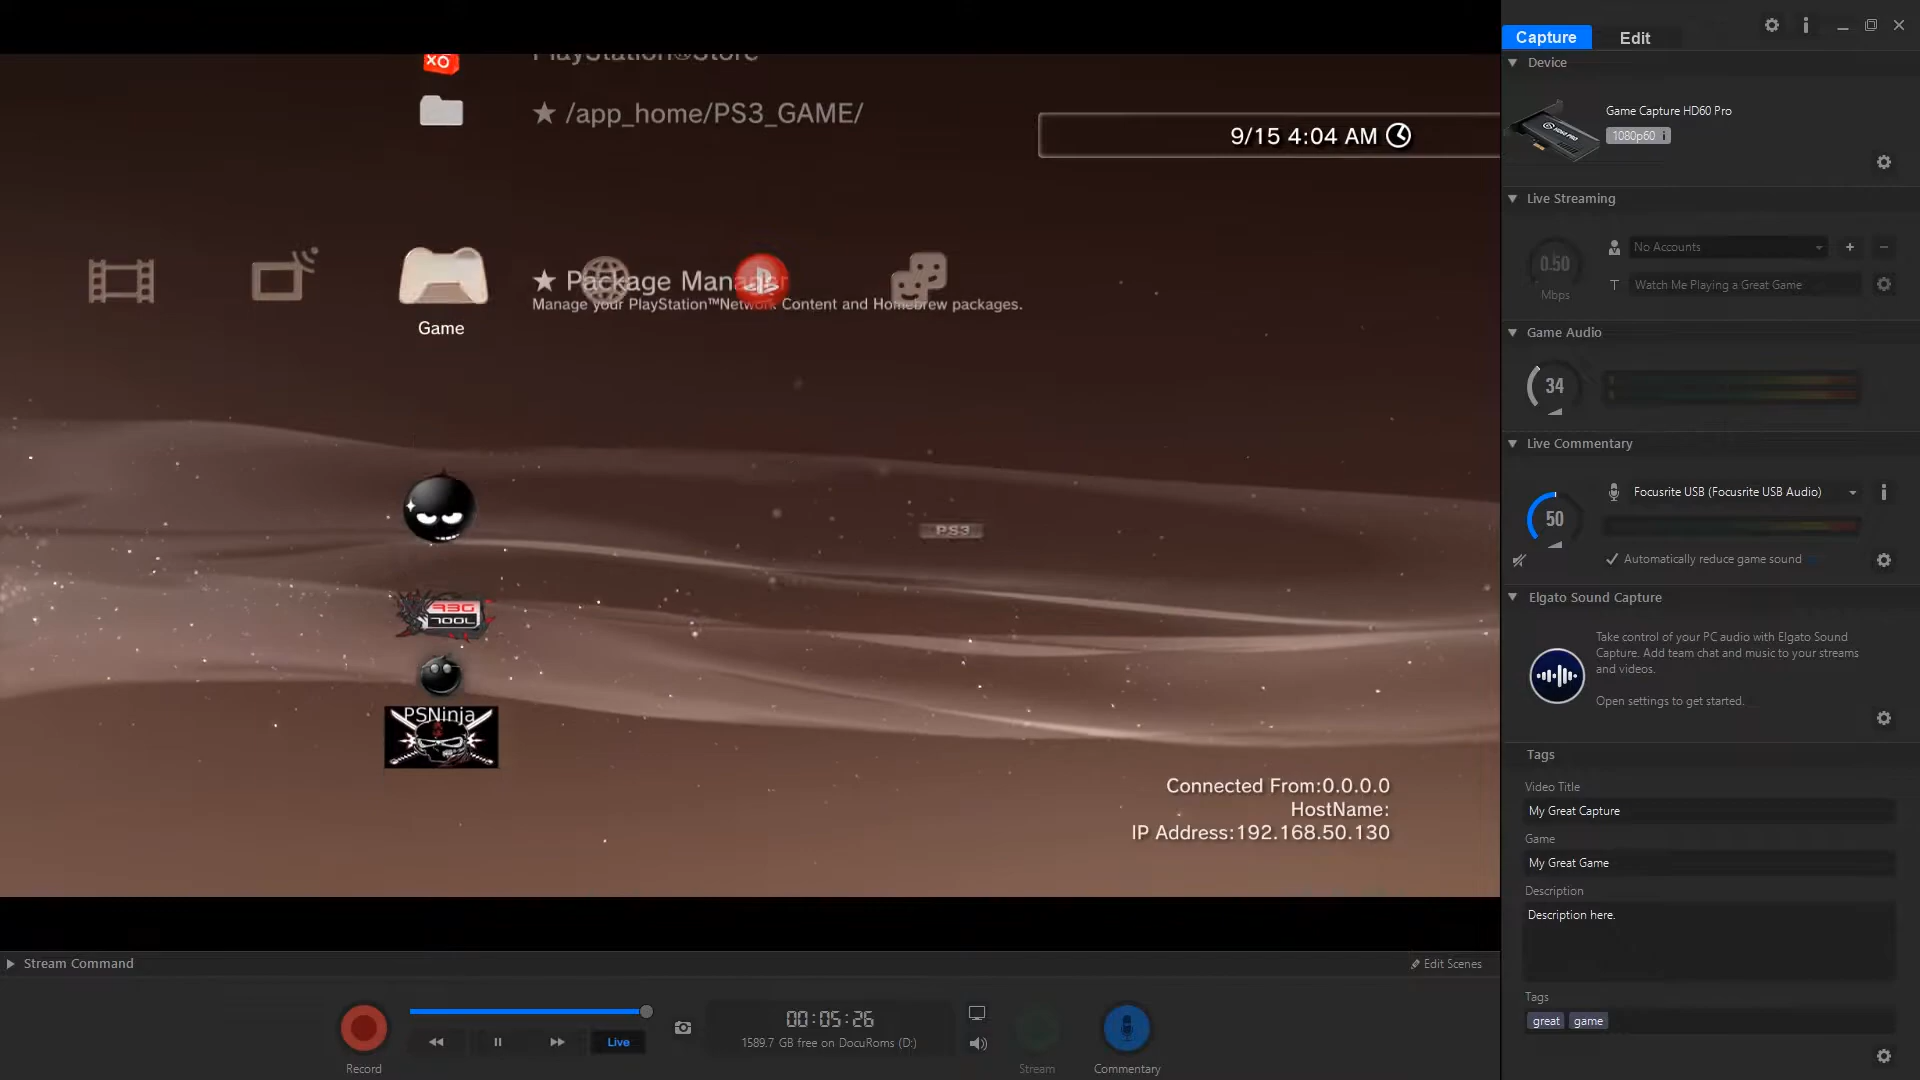 PlayStation®Store
XO
★ /app_home/PS3_GAME/
9/15 4:04 AM
★ Package Manager
Manage your PlayStation™Network Content and Homebrew packages.
Game
PS3
TOOL
PSNinja
Connected From:0.0.0.0
HostName:
IP Address:192.168.50.130
Stream Command
Edit Scenes
Live
00:05:26
1589.7 GB free on DocuRoms (D:)
Record
Stream
Commentary
Capture
Edit
Device
Game Capture HD60 Pro
1080p60 i
Live Streaming
0.50
Mbps
No Accounts
T Watch Me Playing a Great Game
Game Audio
34
Live Commentary
50
Focusrite USB (Focusrite USB Audio)
Automatically reduce game sound
Elgato Sound Capture
Take control of your PC audio with Elgato Sound
Capture. Add team chat and music to your streams
and videos.
Open settings to get started.
Tags
Video Title
My Great Capture
Game
My Great Game
Description
Description here.
Tags
great game